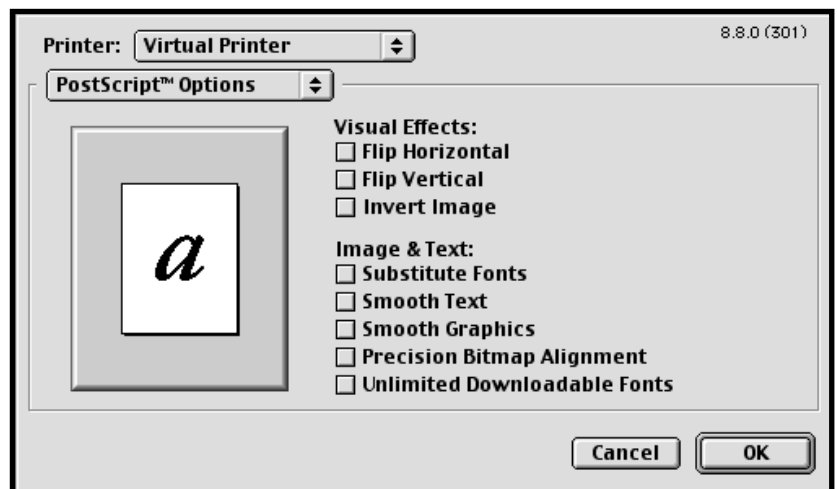 Printer: Virtual Printer
8.8.0 (301)
PostScript™ Options
a
Visual Effects:
Flip Horizontal
Flip Vertical
Invert Image
Image & Text:
Substitute Fonts
Smooth Text
Smooth Graphics
Precision Bitmap Alignment
Unlimited Downloadable Fonts
Cancel
OK